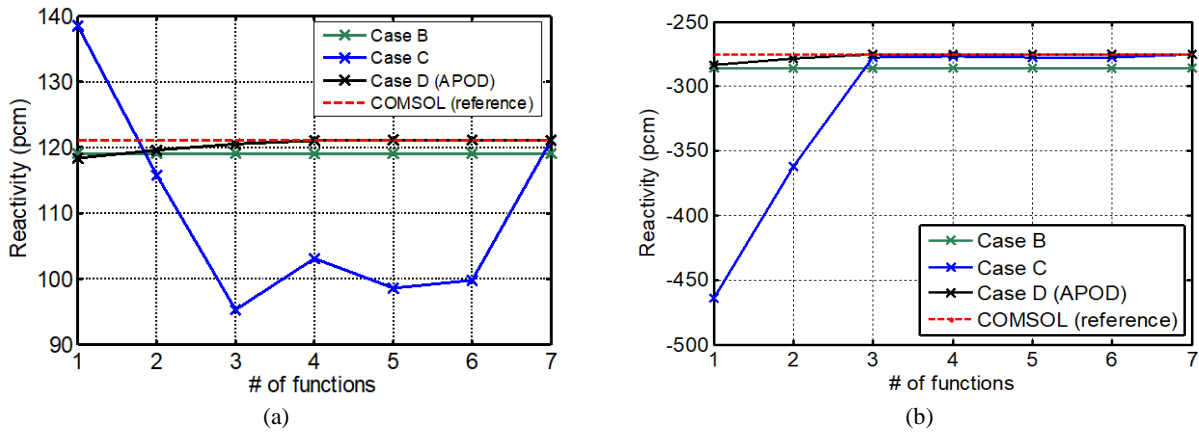 140
130
120
110
100
90
Reactivity (pcm)
1 2 3 4 5 6 7
# of functions
Case B
Case C
Case D (APOD)
COMSOL (reference)
(a)
-250
-300
-350
-400
-450
-500
Reactivity (pcm)
1 2 3 4 5 6 7
# of functions
Case B
Case C
Case D (APOD)
COMSOL (reference)
(b)